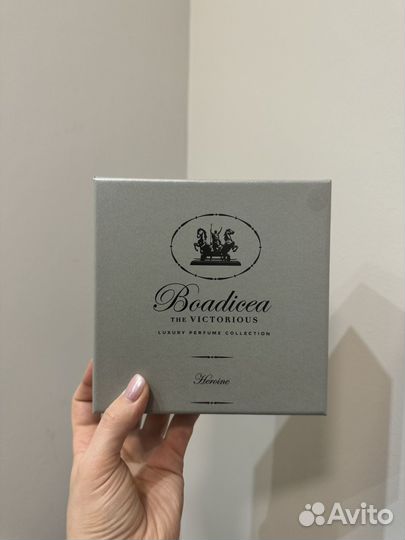 Boadicea
THE VICTORIOUS
LUXURY PERFUME COLLECTION
Heroine
Avito